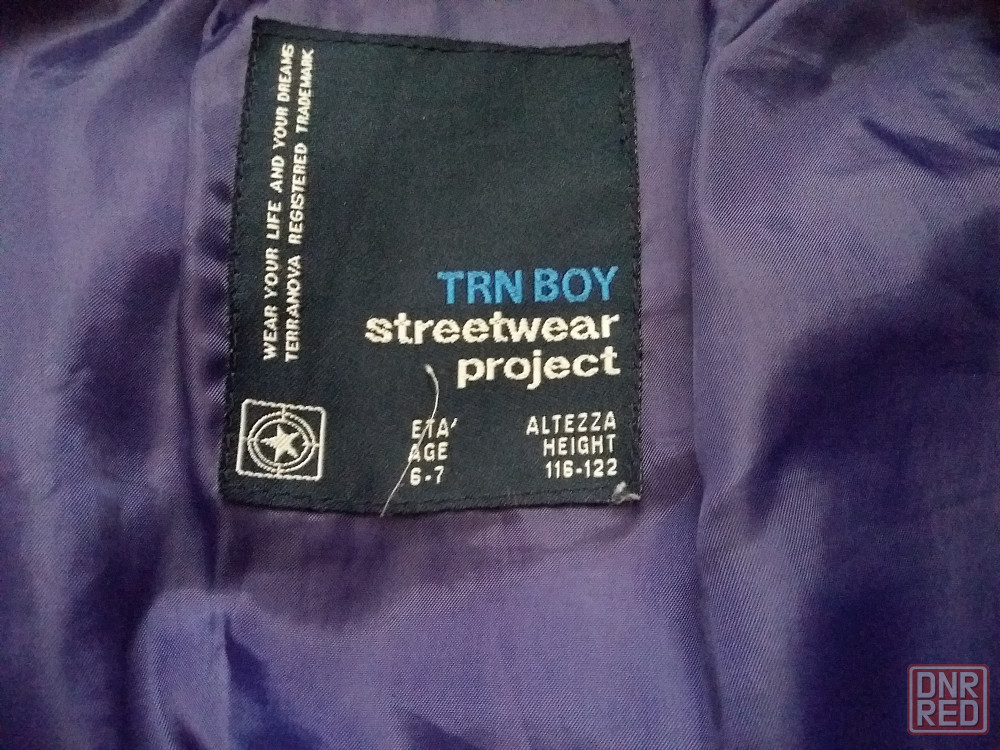 WEAR YOUR LIFE AND YOUR DREAMS
TERRANOVA REGISTERED TRADEMARK
TRN BOY
streetwear
project
ETA'
AGE
6-7
ALTEZZA
HEIGHT
116-122
DNR
RED